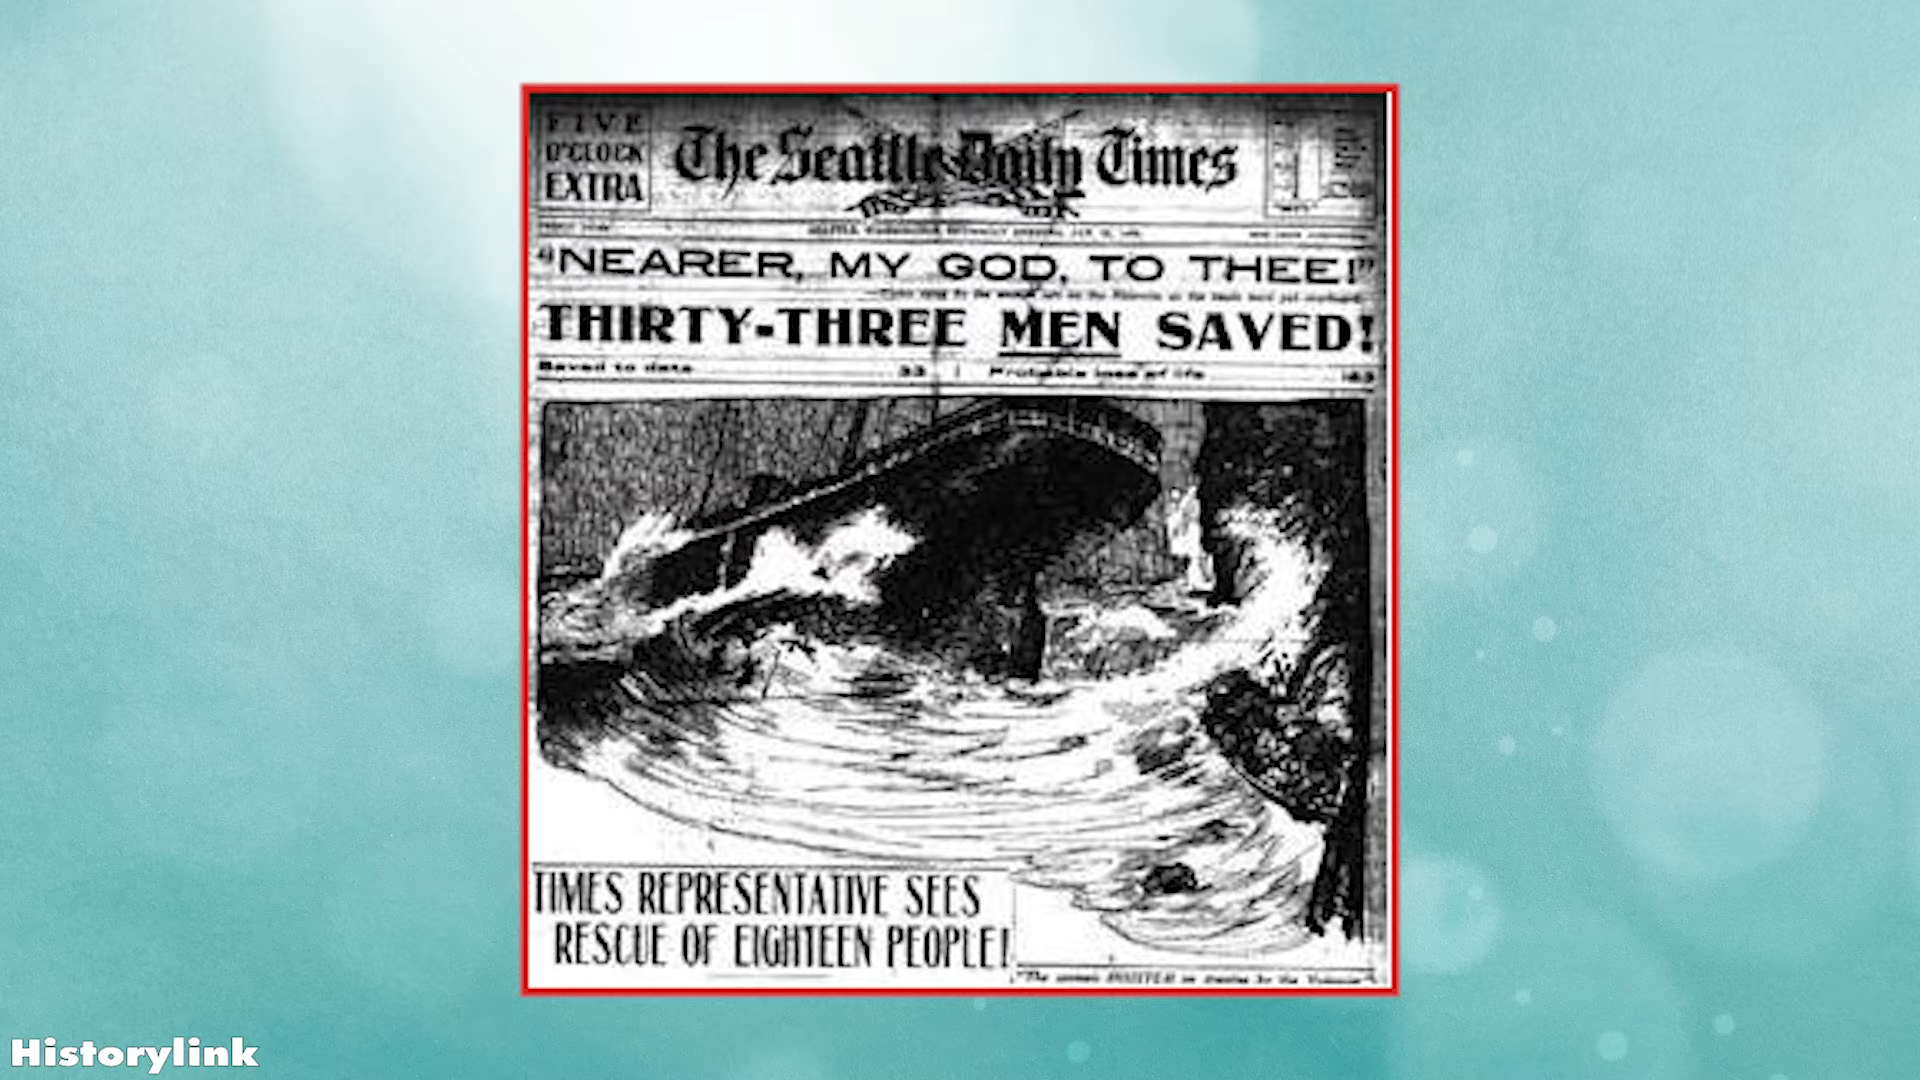 FIVE
O'CLOCK
EXTRA
The Seattle Daily Times
"NEARER, MY GOD, TO THEE!"
THIRTY-THREE MEN SAVED!
Saved to date 33 | Probable loss of life
TIMES REPRESENTATIVE SEES
RESCUE OF EIGHTEEN PEOPLE!
Historylink